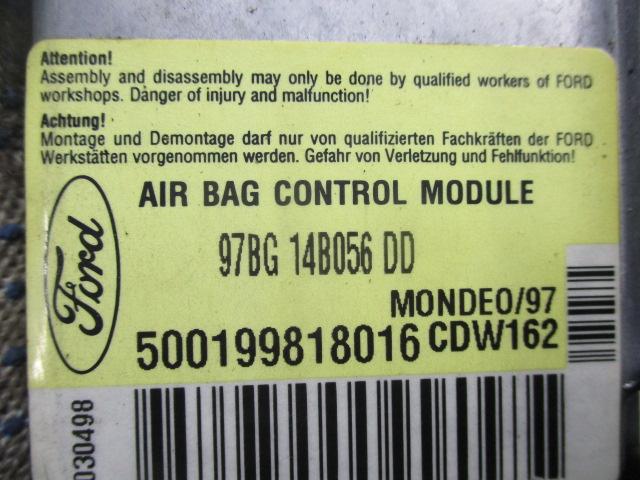 Attention!
Assembly and disassembly may only be done by qualified workers of FORD
workshops. Danger of injury and malfunction!
Achtung!
Montage und Demontage darf nur von qualifizierten Fachkräften der FORD
Werkstätten vorgenommen werden. Gefahr von Verletzung und Fehlfunktion!
AIR BAG CONTROL MODULE
Ford
97BG 14B056 DD
MONDEO/97
500199818016 CDW162
030498